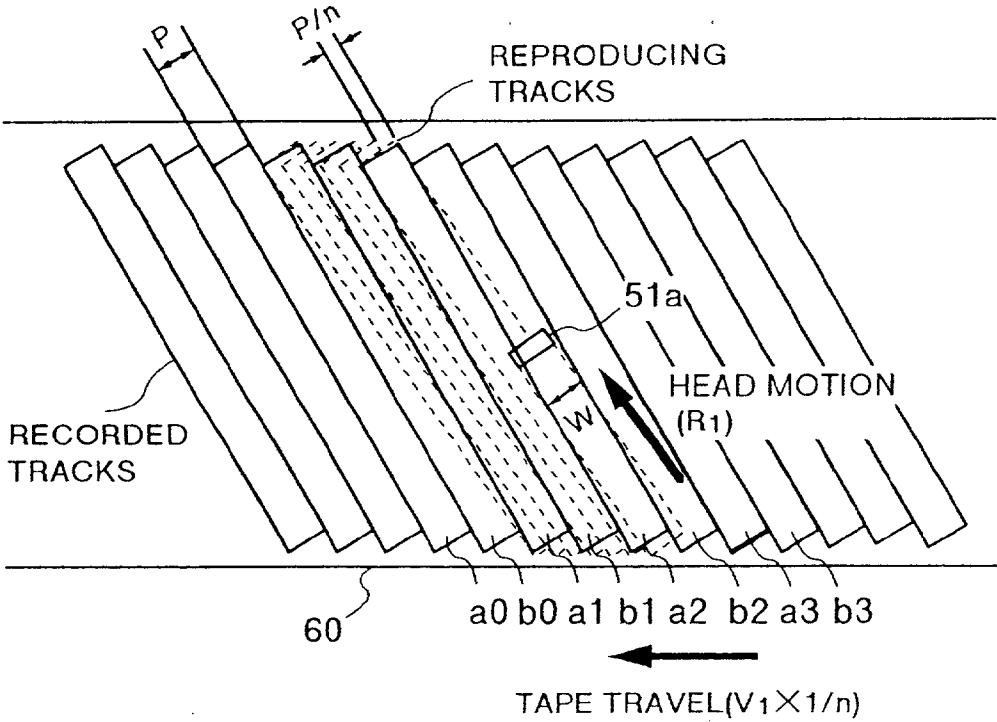 P
P/n
REPRODUCING
TRACKS
51a
HEAD MOTION
(R1)
W
RECORDED
TRACKS
a0 b0 a1 b1 a2 b2 a3 b3
60
TAPE TRAVEL(V1×1/n)